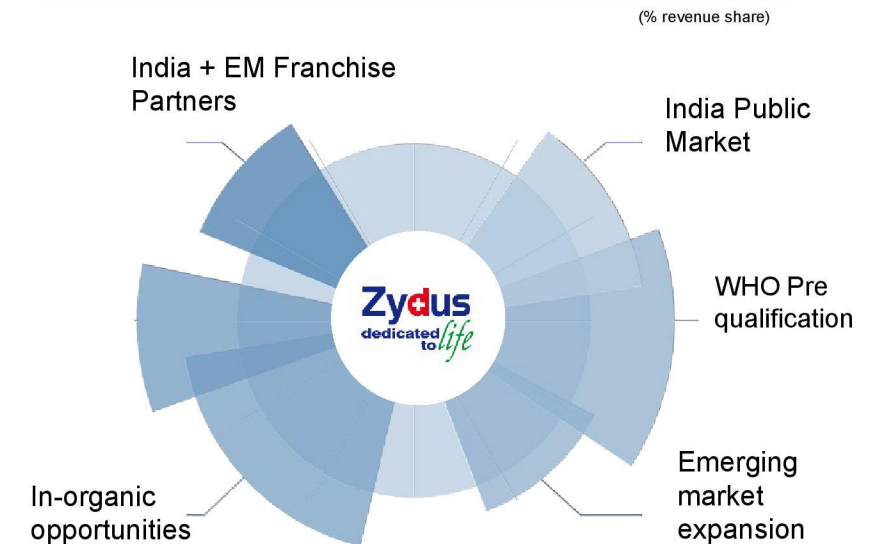 (% revenue share)
India + EM Franchise
Partners
India Public
Market
WHO Pre
qualification
Zydus
dedicated
to life
Emerging
market
expansion
In-organic
opportunities